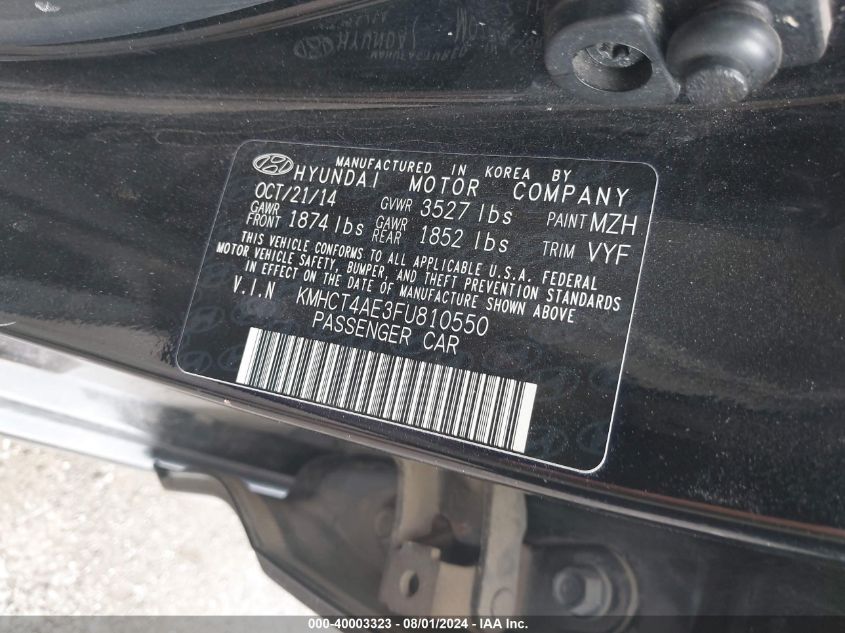 MANUFACTURED IN KOREA BY
HYUNDAI MOTOR COMPANY
OCT/21/14 GVWR 3527 lbs PAINT MZH
GAWR FRONT 1874 lbs GAWR REAR 1852 lbs TRIM VYF
THIS VEHICLE CONFORMS TO ALL APPLICABLE U.S.A. FEDERAL
MOTOR VEHICLE SAFETY, BUMPER, AND THEFT PREVENTION STANDARDS
IN EFFECT ON THE DATE OF MANUFACTURE SHOWN ABOVE
V.I.N KMHCT4AE3FU810550
PASSENGER CAR
000-40003323 - 08/01/2024 - IAA Inc.